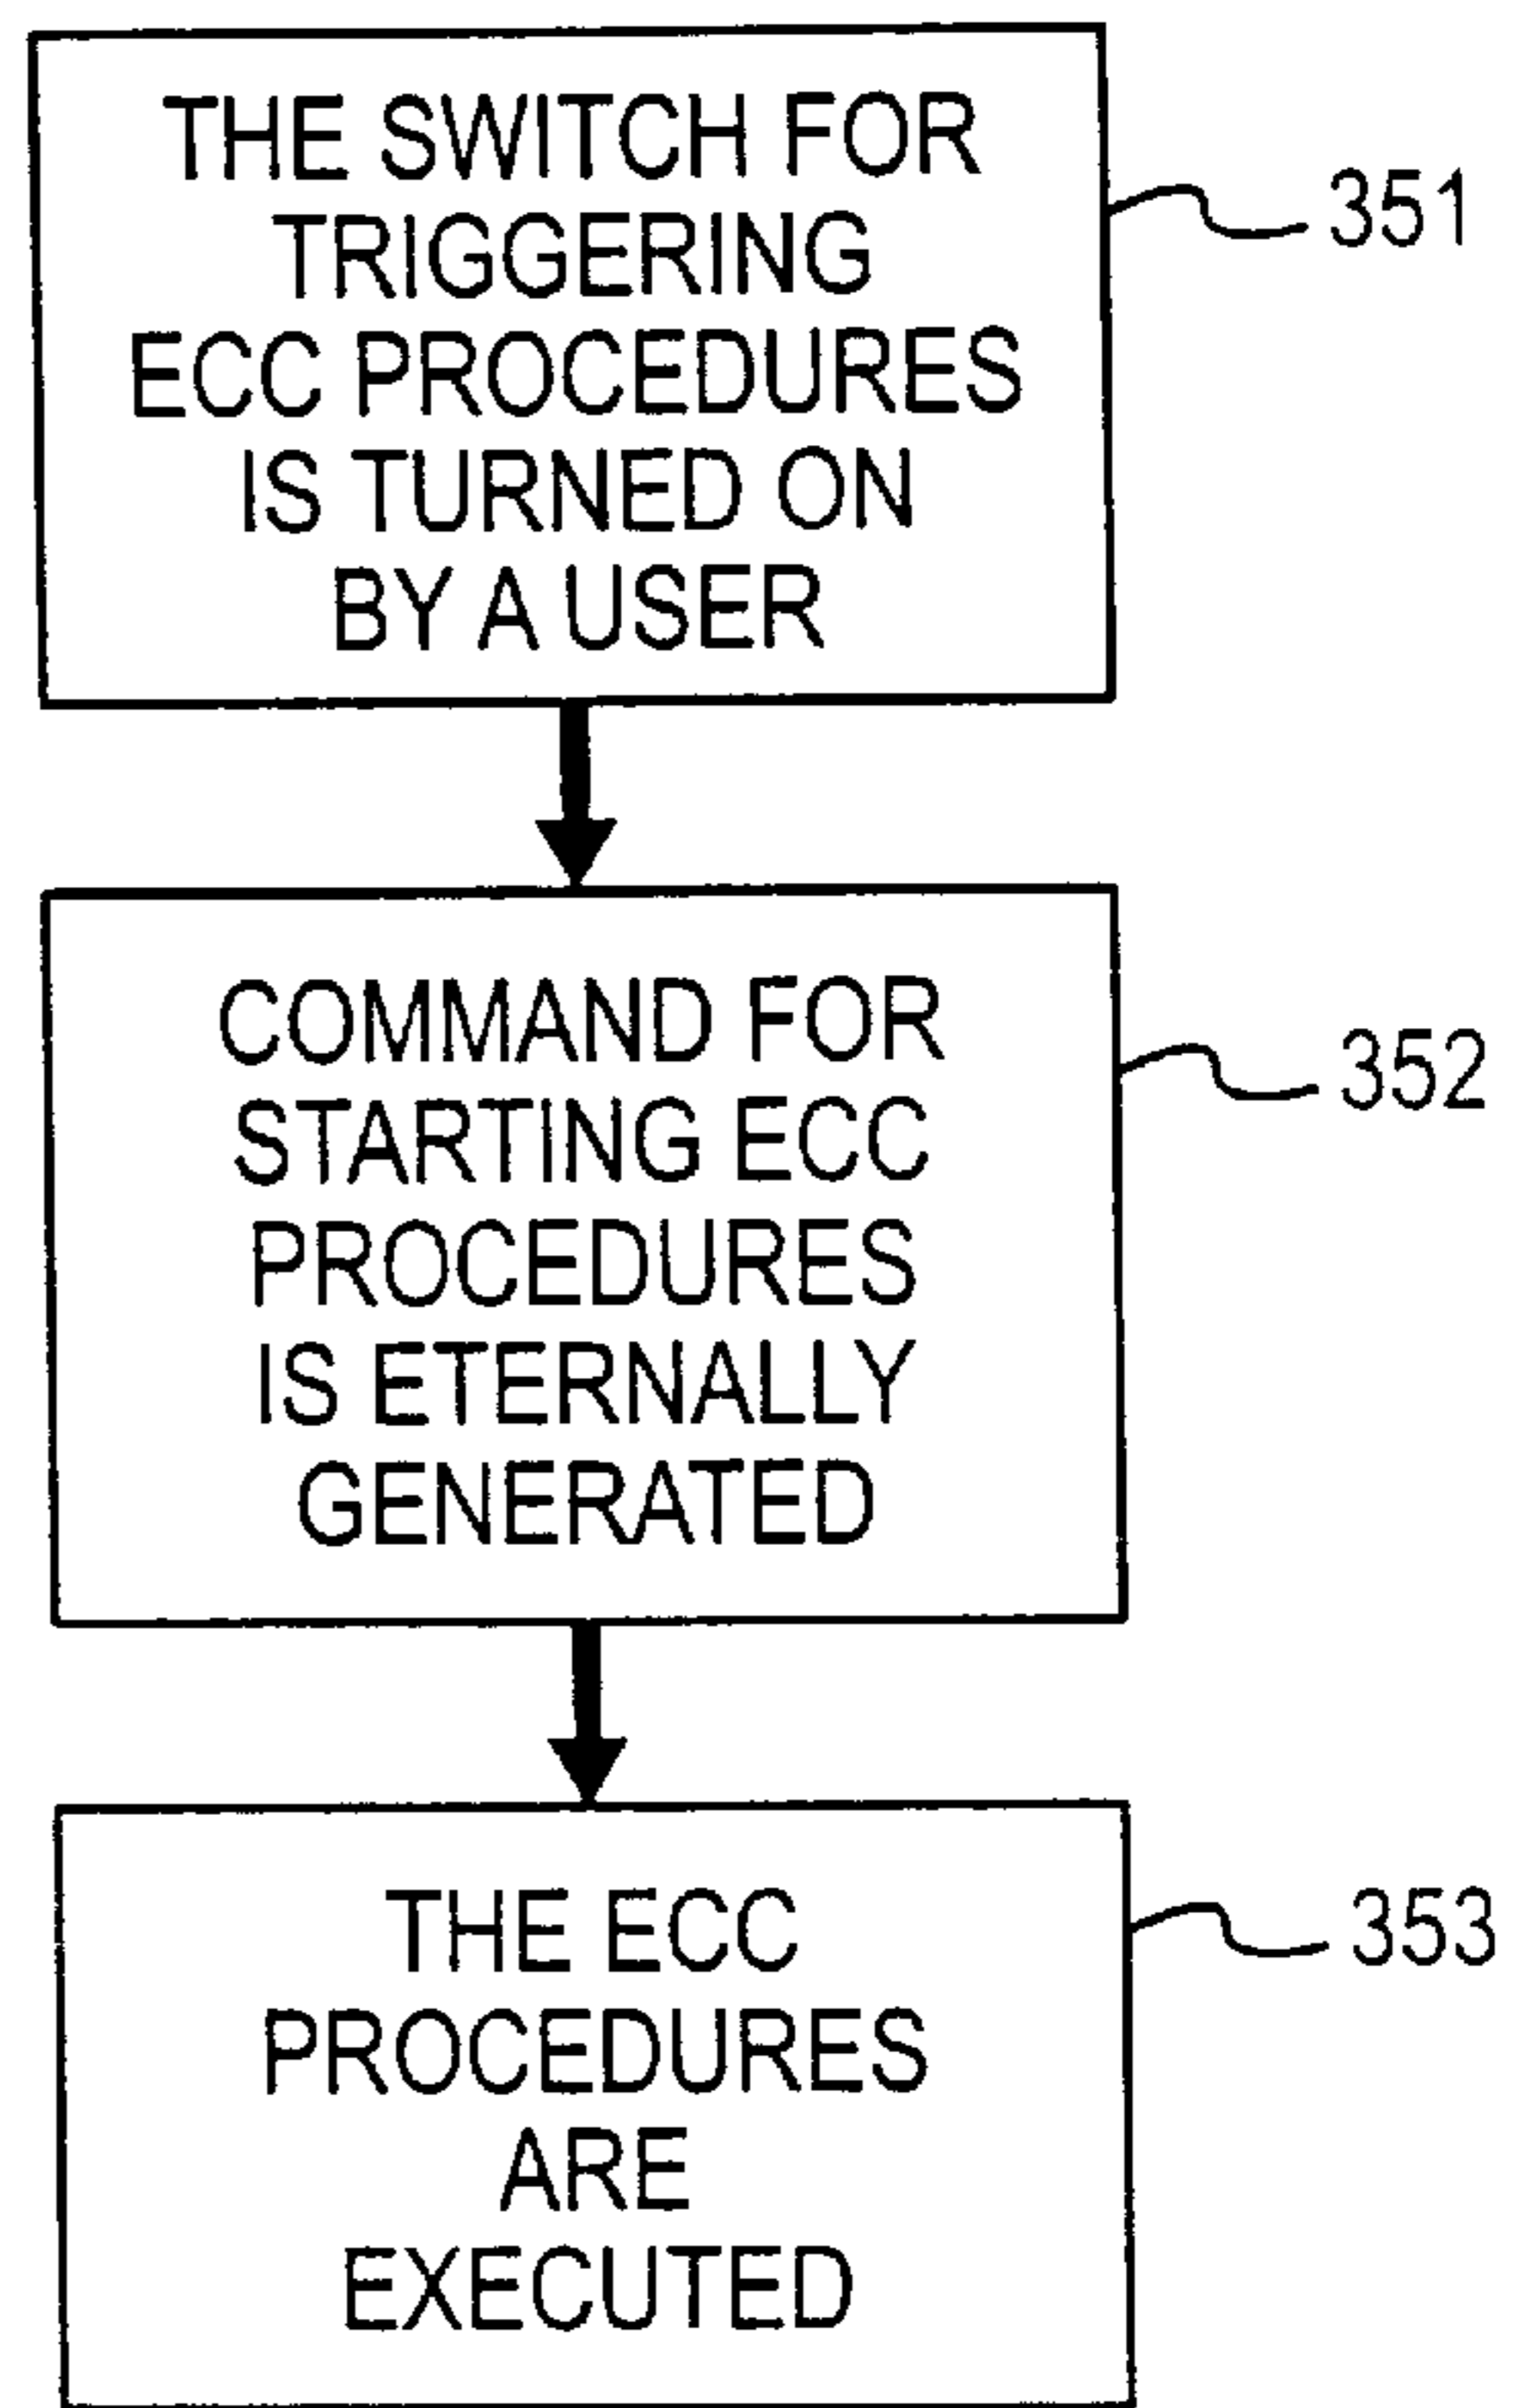 THE SWITCH FOR
TRIGGERING
ECC PROCEDURES
IS TURNED ON
BY A USER
351
COMMAND FOR
STARTING ECC
PROCEDURES
IS ETERNALLY
GENERATED
352
THE ECC
PROCEDURES
ARE
EXECUTED
353